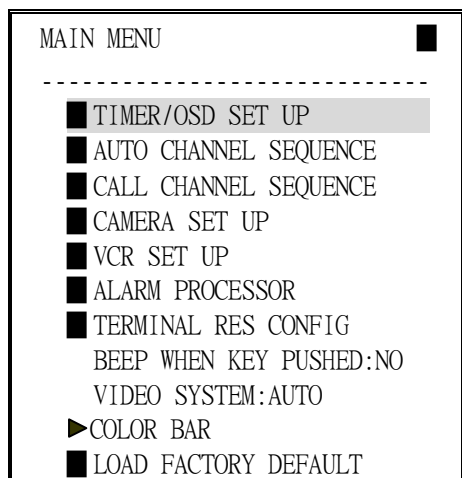 MAIN MENU
----------------------------
TIMER/OSD SET UP
AUTO CHANNEL SEQUENCE
CALL CHANNEL SEQUENCE
CAMERA SET UP
VCR SET UP
ALARM PROCESSOR
TERMINAL RES CONFIG
BEEP WHEN KEY PUSHED:NO
VIDEO SYSTEM:AUTO
COLOR BAR
LOAD FACTORY DEFAULT